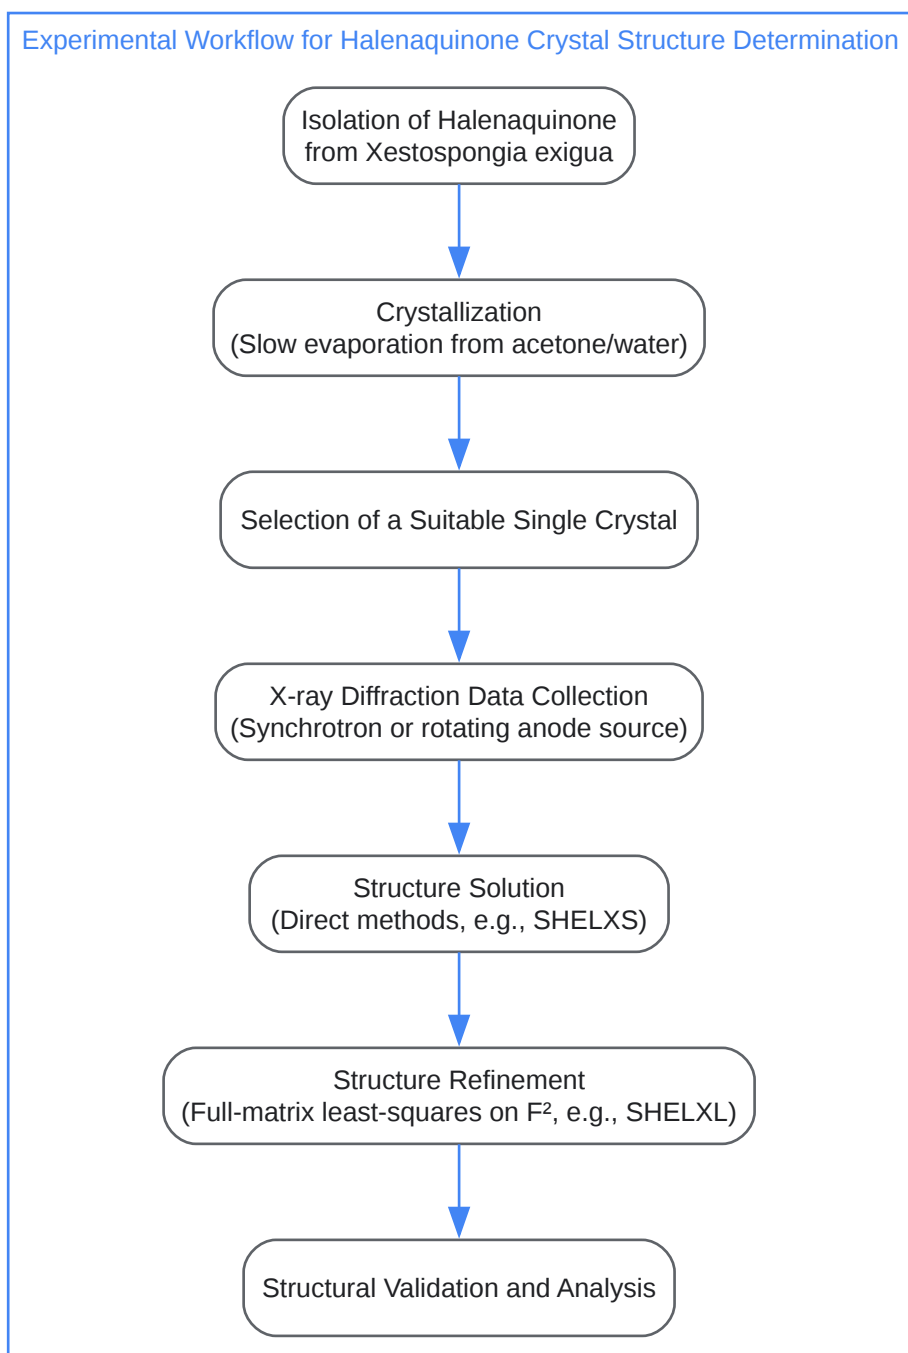 Experimental Workflow for Halenaquinone Crystal Structure Determination
Isolation of Halenaquinone
from Xestospongia exigua
Crystallization
(Slow evaporation from acetone/water)
Selection of a Suitable Single Crystal
X-ray Diffraction Data Collection
(Synchrotron or rotating anode source)
Structure Solution
(Direct methods, e.g., SHELXS)
Structure Refinement
(Full-matrix least-squares on F², e.g., SHELXL)
Structural Validation and Analysis